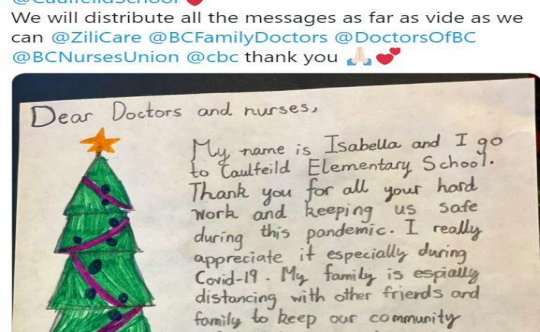 @CaulfeildSchool
We will distribute all the messages as far as vide as we
can @ZiliCare @BCFamilyDoctors @DoctorsOfBC
@BCNursesUnion @cbc thank you
Dear Doctors and nurses,
My name is Isabella and I go
to Caulfeild Elementary School.
Thank you for all your hard
work and keeping us safe
during this pandemic. I really
appreciate it especially during
Covid-19. My family is espially
distancing with other friends and
family to keep our community